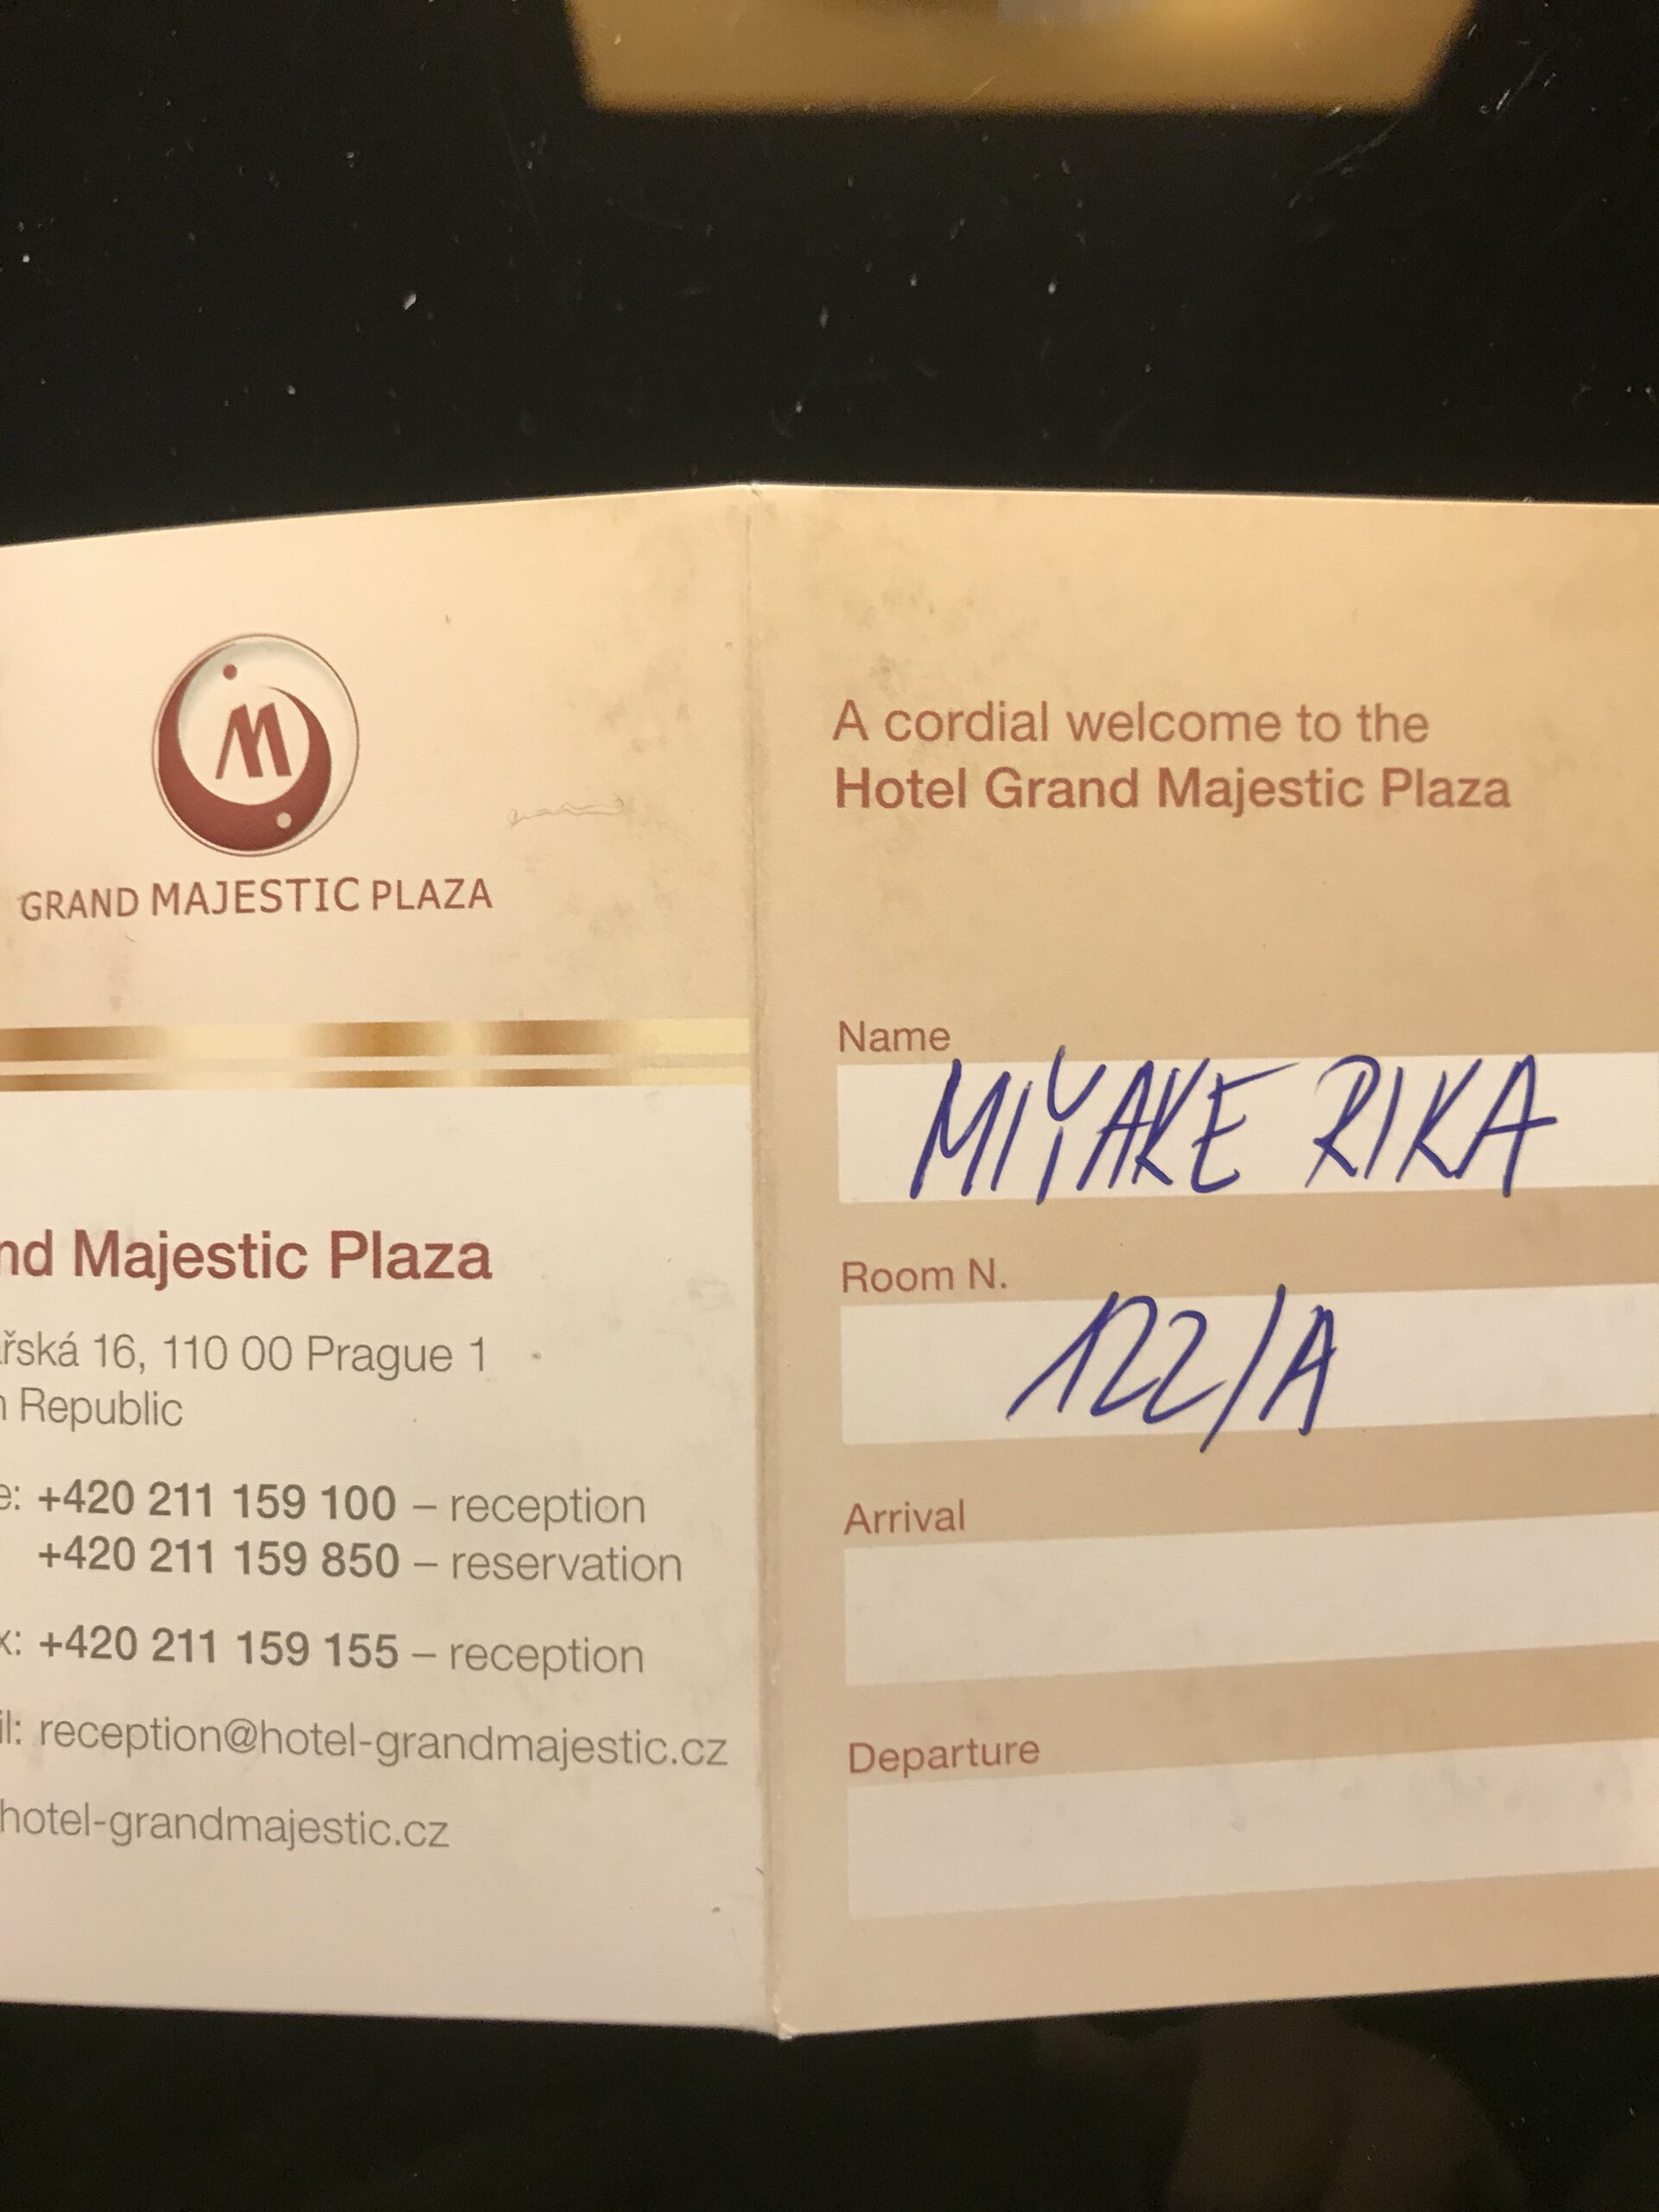 M
GRAND MAJESTIC PLAZA
nd Majestic Plaza
řská 16, 110 00 Prague 1
Republic
e: +420 211 159 100 – reception
+420 211 159 850 – reservation
x: +420 211 159 155 – reception
il: reception@hotel-grandmajestic.cz
hotel-grandmajestic.cz
A cordial welcome to the
Hotel Grand Majestic Plaza
Name
MIYAKE RIKA
Room N.
122/A
Arrival
Departure